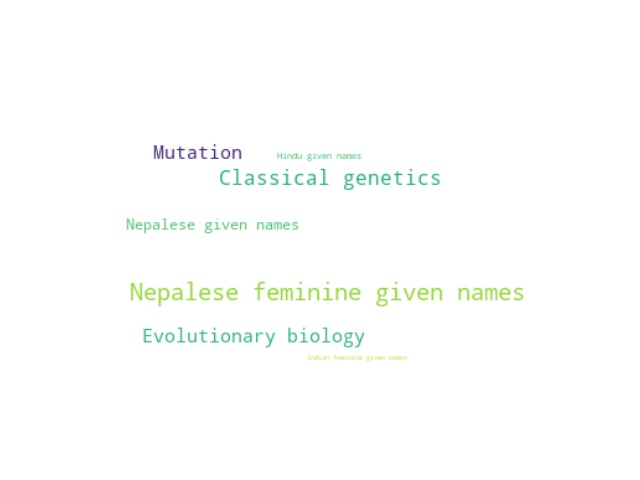 Mutation
Hindu given names
Classical genetics
Nepalese given names
Nepalese feminine given names
Evolutionary biology
Indian feminine given names